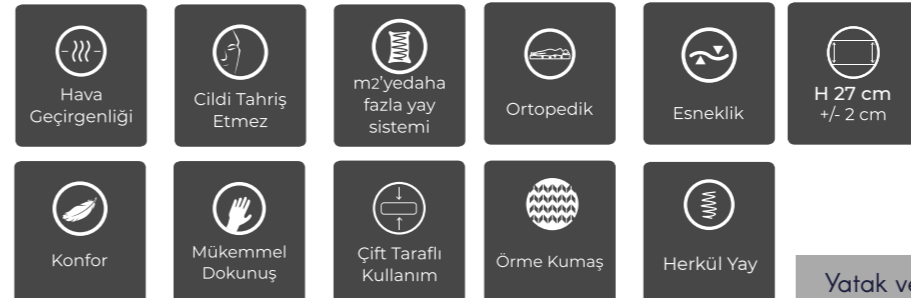 Hava
Geçirgenliği
Cildi Tahriş
Etmez
m2'yedaha
fazla yay
sistemi
Ortopedik
Esneklik
H 27 cm
+/- 2 cm
Konfor
Mükemmel
Dokunuş
Çift Taraflı
Kullanım
Örme Kumaş
Herkül Yay
Yatak ve